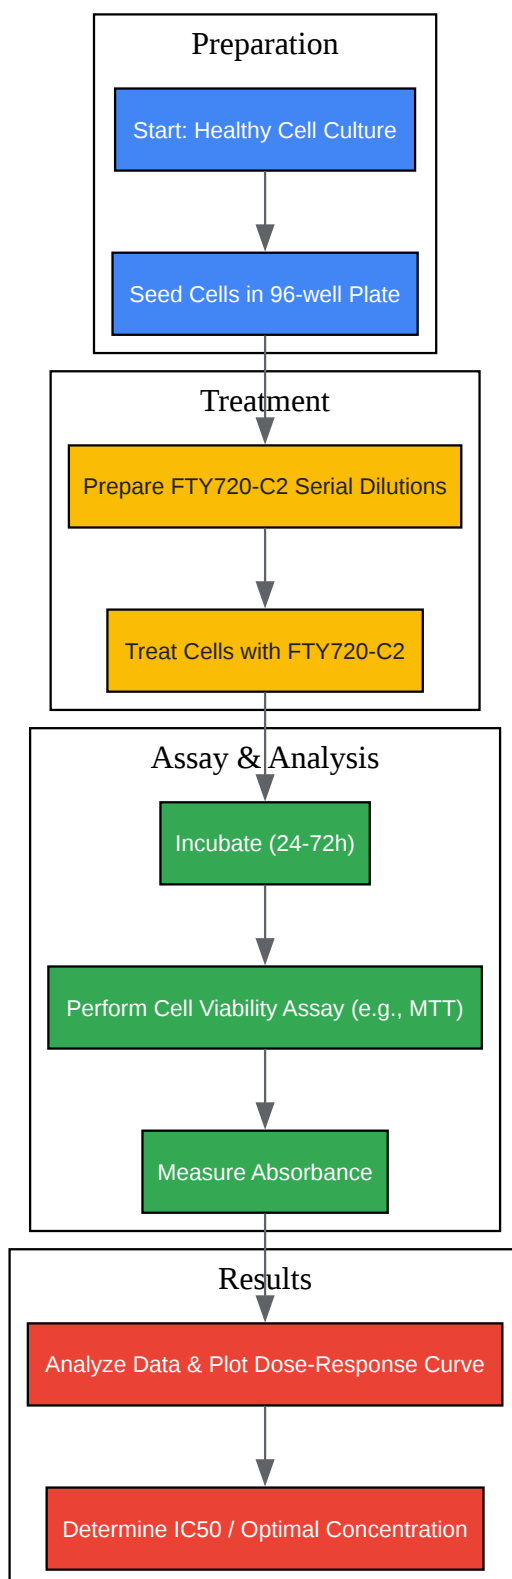 Preparation
Start: Healthy Cell Culture
Seed Cells in 96-well Plate
Treatment
Prepare FTY720-C2 Serial Dilutions
Treat Cells with FTY720-C2
Assay & Analysis
Incubate (24-72h)
Perform Cell Viability Assay (e.g., MTT)
Measure Absorbance
Results
Analyze Data & Plot Dose-Response Curve
Determine IC50 / Optimal Concentration